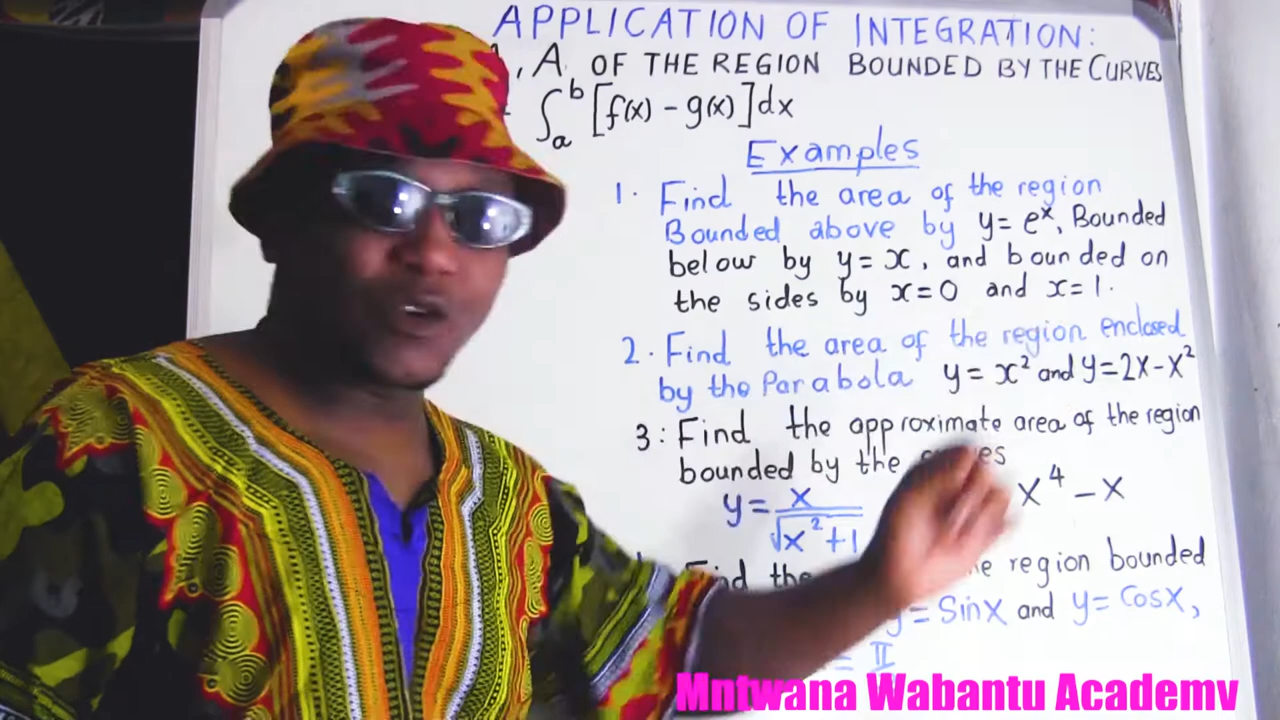 APPLICATION OF INTEGRATION:
, A OF THE REGION BOUNDED BY THE CURVES
∫ₐᵇ [f(x) - g(x)]dx
Examples
1. Find the area of the region
Bounded above by y = eˣ, Bounded
below by y = x, and bounded on
the sides by x=0 and x=1.
2. Find the area of the region enclosed
by the Parabola y = x² and y=2x-x²
3: Find the approximate area of the region
bounded by the
y = x/√(x²+1) x⁴ - x
the region bounded
y = Sinx and y = Cosx,
=
Mntwana Wabantu Academy